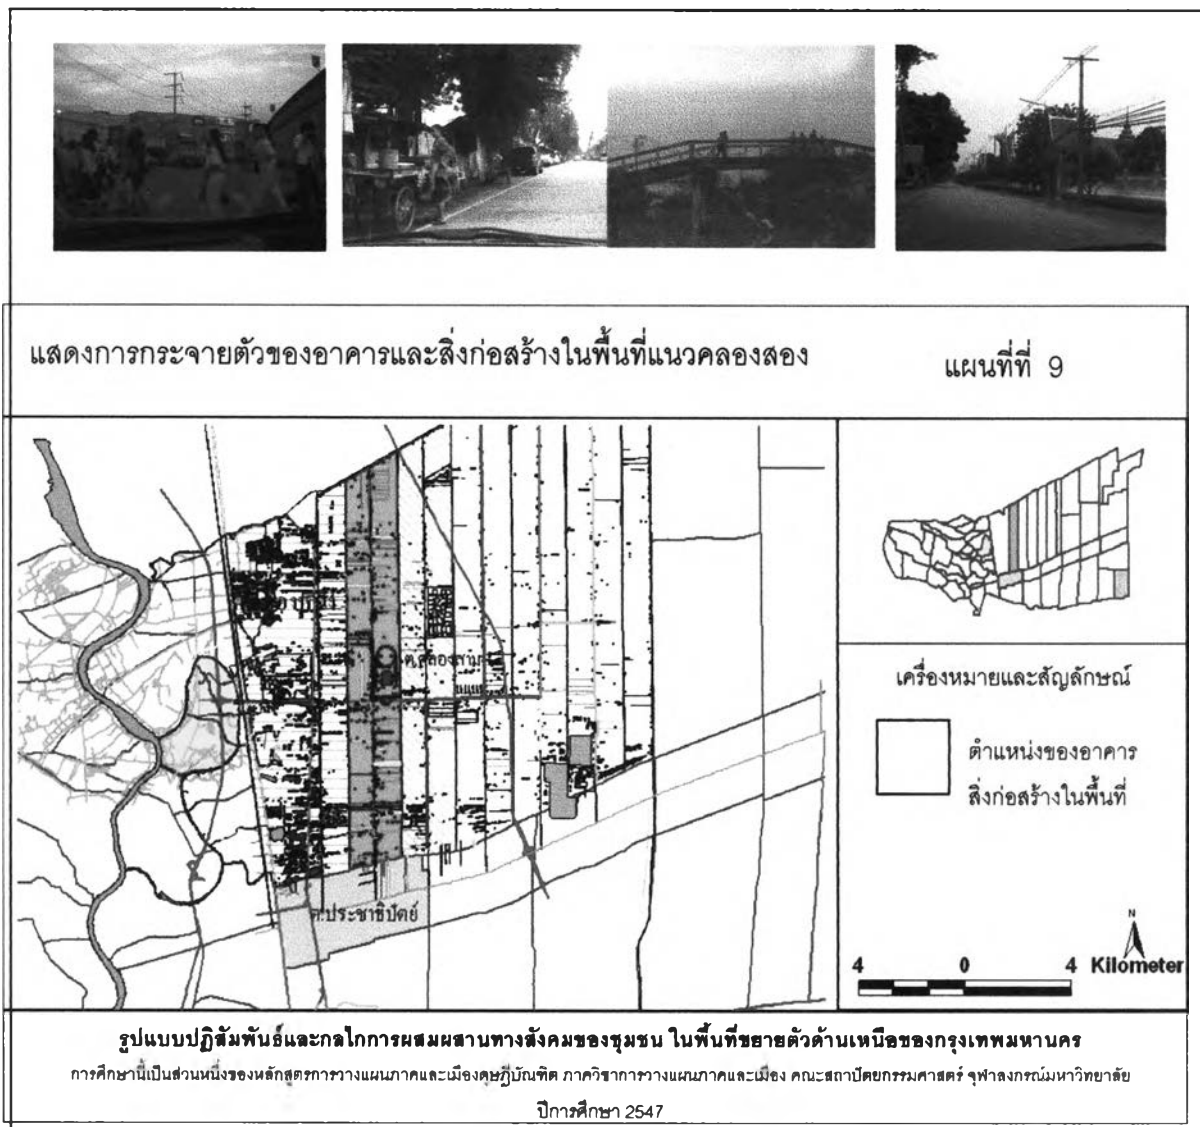 แสดงการกระจายตัวของอาคารและสิ่งก่อสร้างในพื้นที่แนวคลองสอง
แผนที่ที่ 9
ต.คลองสาม
ต.ประชาธิปัตย์
เครื่องหมายและสัญลักษณ์
ตำแหน่งของอาคาร
สิ่งก่อสร้างในพื้นที่
N
4 0 4 Kilometer
รูปแบบปฏิสัมพันธ์และกลไกการผสมผสานทางสังคมของชุมชน ในพื้นที่ขยายตัวด้านเหนือของกรุงเทพมหานคร
การศึกษานี้เป็นส่วนหนึ่งของหลักสูตรการวางแผนภาคและเมืองดุษฎีบัณฑิต ภาควิชาการวางแผนภาคและเมือง คณะสถาปัตยกรรมศาสตร์ จุฬาลงกรณ์มหาวิทยาลัย
ปีการศึกษา 2547